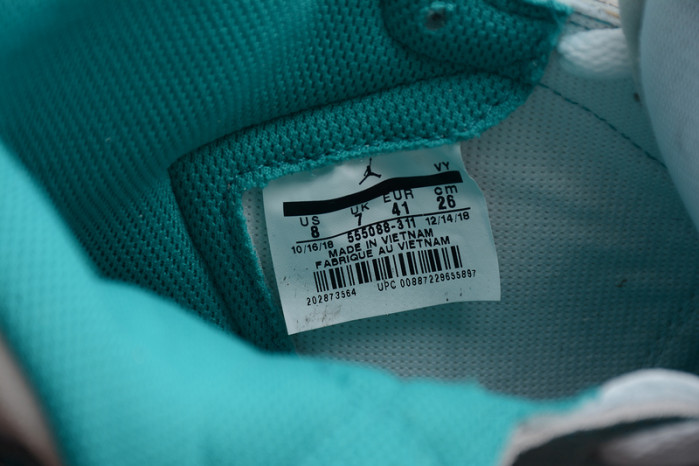 VY
US UK EUR cm
8 7 41 26
10/16/18 555088-311 12/14/18
MADE IN VIETNAM
FABRIQUE AU VIETNAM
202873564 UPC 00887229655897